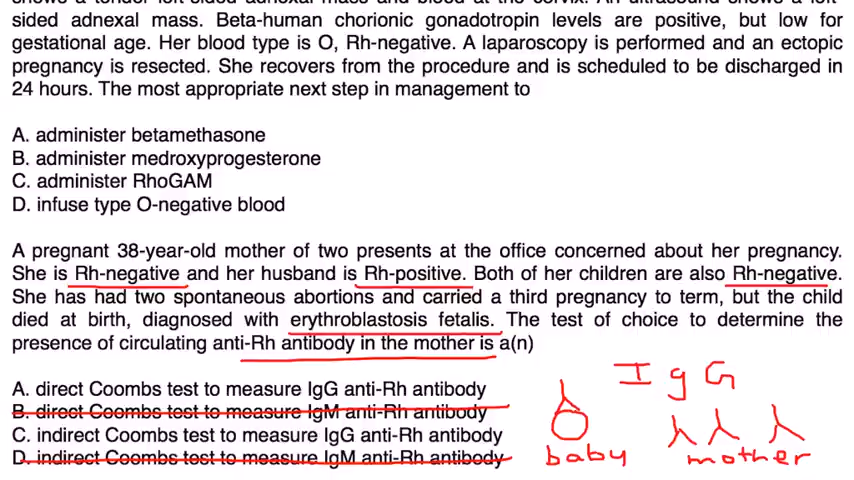 shows a tender left-sided adnexal mass and blood at the cervix. An ultrasound shows a left-
sided adnexal mass. Beta-human chorionic gonadotropin levels are positive, but low for
gestational age. Her blood type is O, Rh-negative. A laparoscopy is performed and an ectopic
pregnancy is resected. She recovers from the procedure and is scheduled to be discharged in
24 hours. The most appropriate next step in management to
A. administer betamethasone
B. administer medroxyprogesterone
C. administer RhoGAM
D. infuse type O-negative blood
A pregnant 38-year-old mother of two presents at the office concerned about her pregnancy.
She is Rh-negative and her husband is Rh-positive. Both of her children are also Rh-negative.
She has had two spontaneous abortions and carried a third pregnancy to term, but the child
died at birth, diagnosed with erythroblastosis fetalis. The test of choice to determine the
presence of circulating anti-Rh antibody in the mother is a(n)
A. direct Coombs test to measure IgG anti-Rh antibody
B. direct Coombs test to measure IgM anti-Rh antibody
C. indirect Coombs test to measure IgG anti-Rh antibody
D. indirect Coombs test to measure IgM anti-Rh antibody
IgG
baby
mother